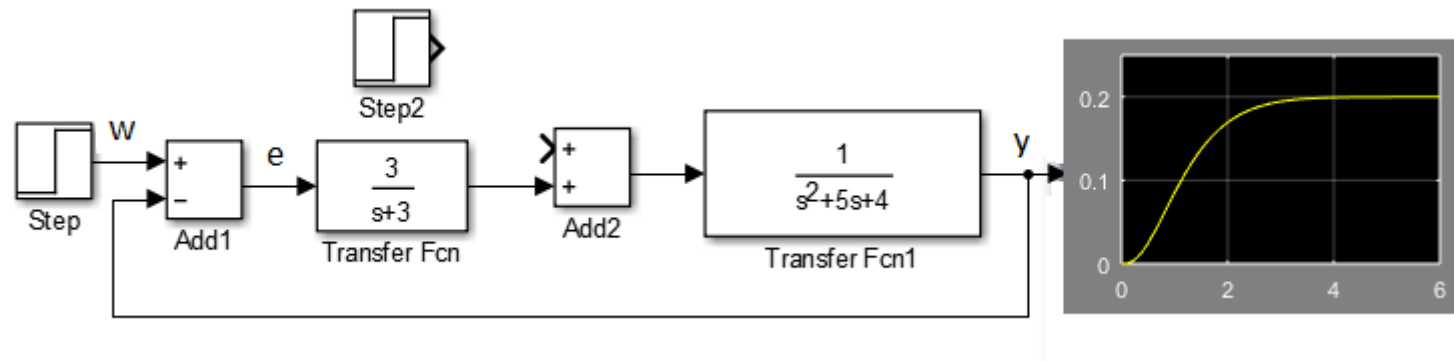 Step2
w
+
−
e
Step
Add1
3
s+3
Transfer Fcn
+
+
Add2
1
s²+5s+4
Transfer Fcn1
y
0.2
0.1
0
0 2 4 6